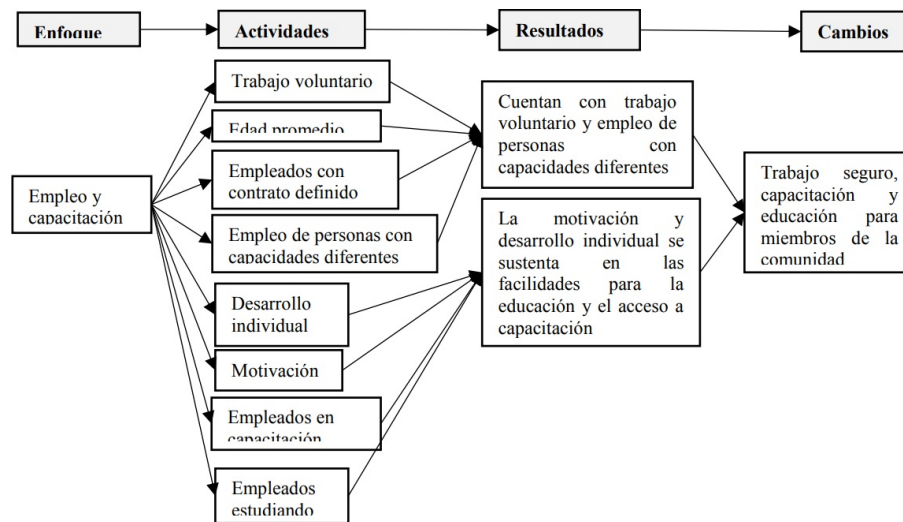 Enfoque
Actividades
Resultados
Cambios
Empleo y
capacitación
Trabajo voluntario
Edad promedio
Empleados con
contrato definido
Empleo de personas con
capacidades diferentes
Desarrollo
individual
Motivación
Empleados en
capacitación
Empleados
estudiando
Cuentan con trabajo
voluntario y empleo de
personas con
capacidades diferentes
La motivación y
desarrollo individual se
sustenta en las
facilidades para la
educación y el acceso a
capacitación
Trabajo seguro,
capacitación y
educación para
miembros de la
comunidad